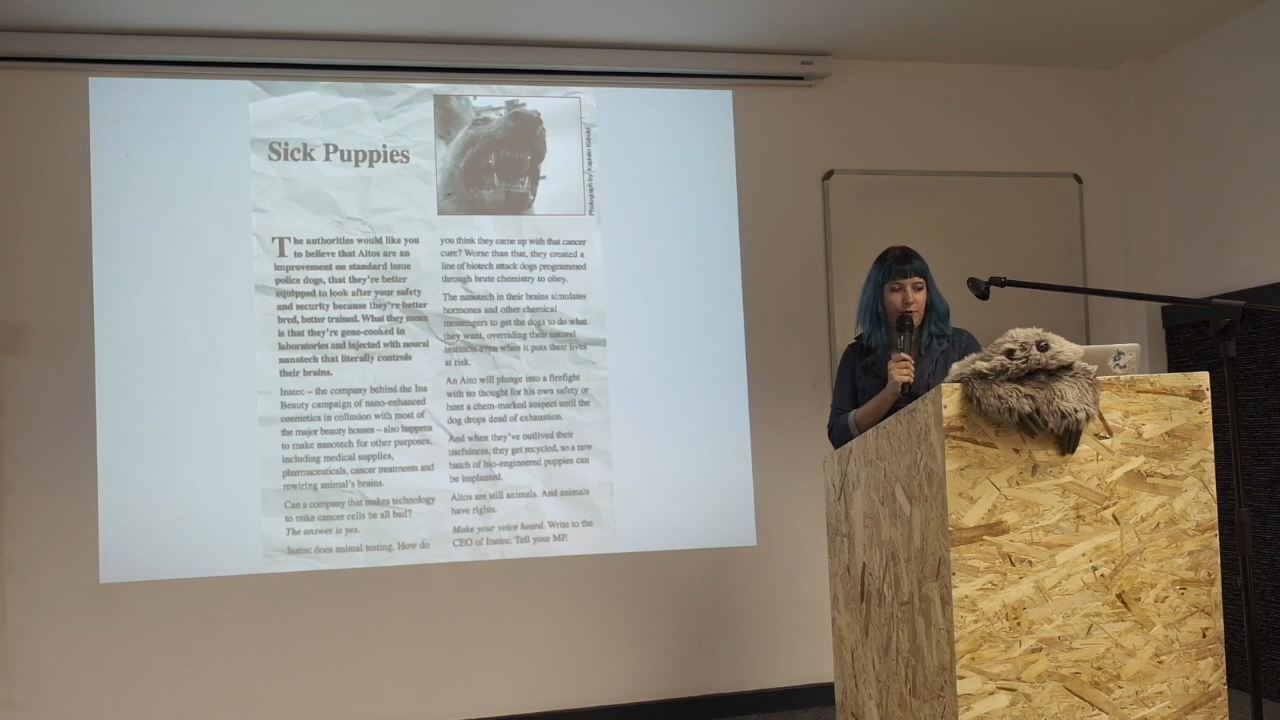 Sick Puppies
Photograph by: Kaptain Kobold
The authorities would like you
to believe that Aitos are an
improvement on standard issue
police dogs, that they're better
equipped to look after your safety
and security because they're better
bred, better trained. What they mean
is that they're gene-cooked in
laboratories and injected with neural
nanotech that literally controls
their brains.
Inatec – the company behind the Ina
Beauty campaign of nano-enhanced
cosmetics in collusion with most of
the major beauty houses – also happens
to make nanotech for other purposes,
including medical supplies,
pharmaceuticals, cancer treatments and
rewiring animal's brains.
Can a company that makes technology
to nuke cancer cells be all bad?
The answer is yes.
Inatec does animal testing. How do
you think they came up with that cancer
cure? Worse than that, they created a
line of biotech attack dogs programmed
through brute chemistry to obey.
The nanotech in their brains simulates
hormones and other chemical
messengers to get the dogs to do what
they want, overriding their natural
instincts even when it puts their lives
at risk.
An Aito will plunge into a firefight
with no thought for his own safety or
hunt a chem-marked suspect until the
dog drops dead of exhaustion.
And when they've outlived their
usefulness, they get recycled, so a new
batch of bio-engineered puppies can
be implanted.
Aitos are still animals. And animals
have rights.
Make your voice heard. Write to the
CEO of Inatec. Tell your MP.